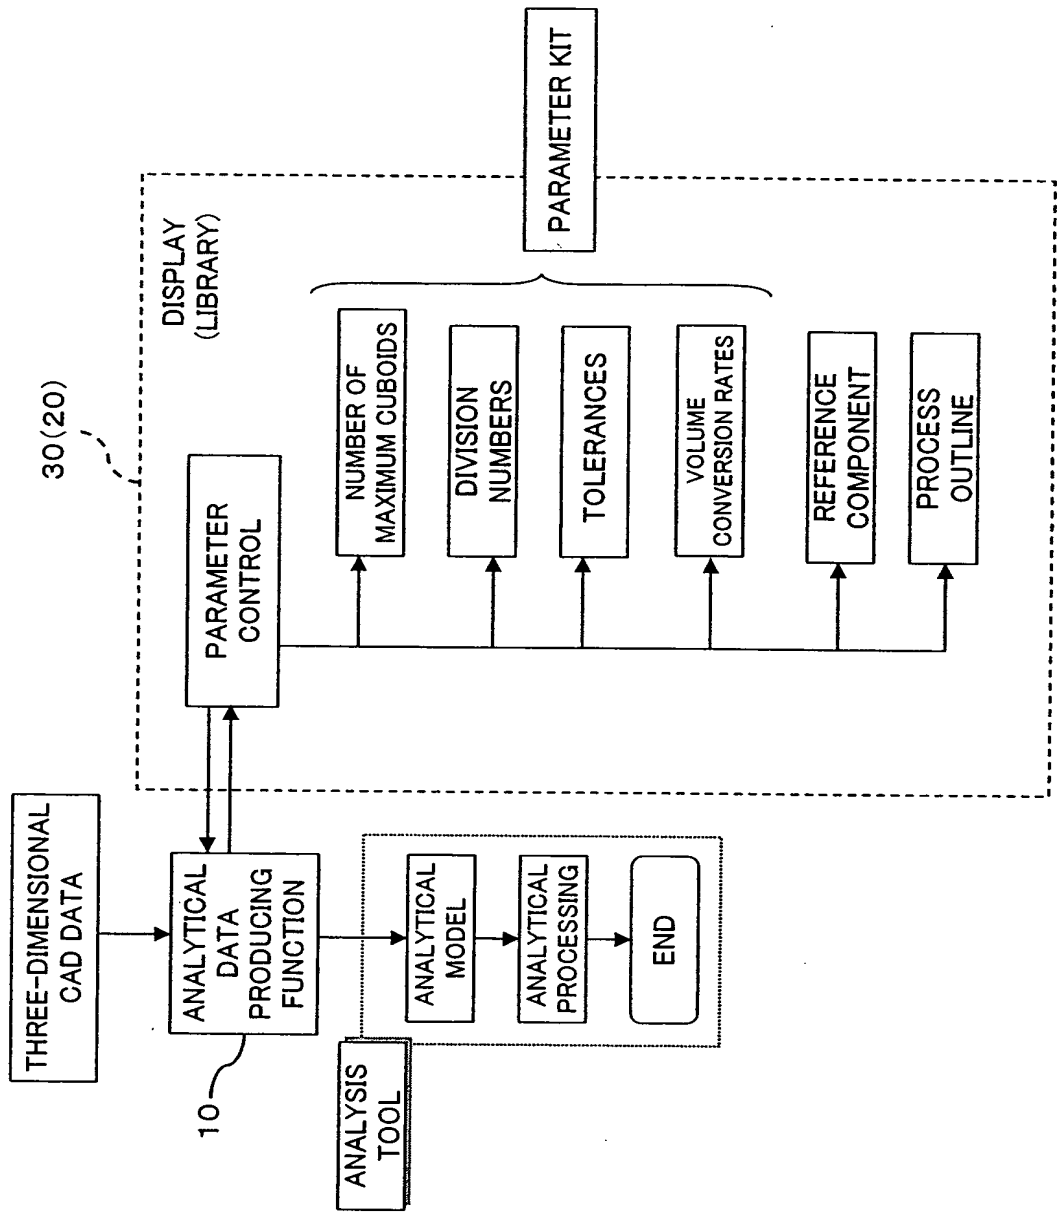 THREE-DIMENSIONAL
CAD DATA
ANALYTICAL
DATA
PRODUCING
FUNCTION
10
ANALYSIS
TOOL
ANALYTICAL
MODEL
ANALYTICAL
PROCESSING
END
30(20)
DISPLAY
(LIBRARY)
PARAMETER
CONTROL
NUMBER OF
MAXIMUM CUBOIDS
DIVISION
NUMBERS
TOLERANCES
VOLUME
CONVERSION RATES
REFERENCE
COMPONENT
PROCESS
OUTLINE
PARAMETER KIT